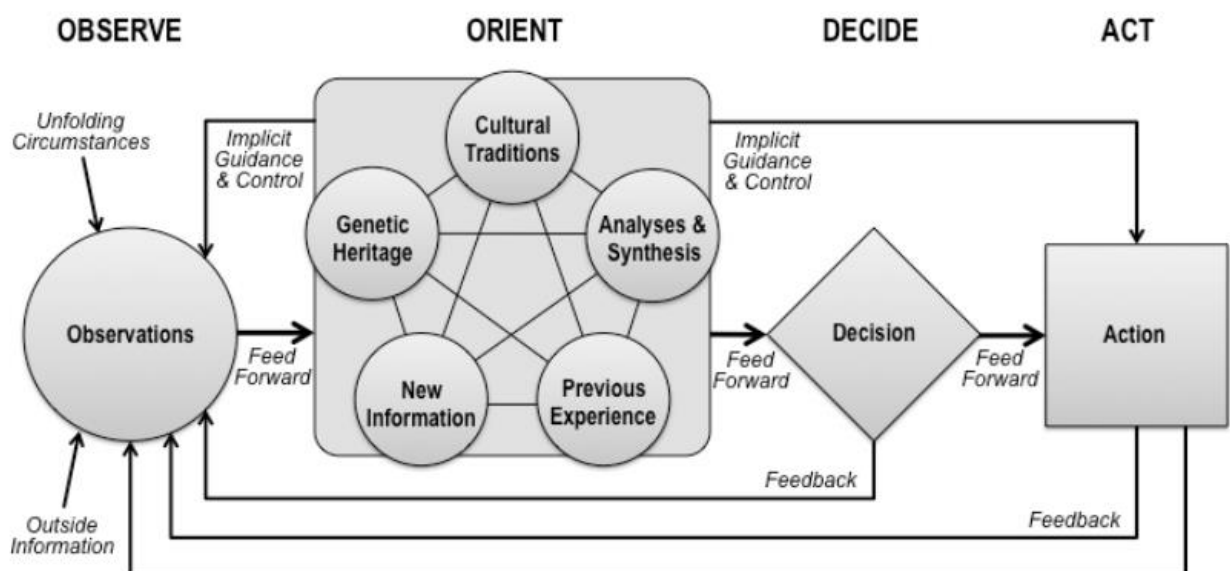 OBSERVE
ORIENT
DECIDE
ACT
Unfolding
Circumstances
Implicit
Guidance
& Control
Cultural
Traditions
Genetic
Heritage
Analyses &
Synthesis
New
Information
Previous
Experience
Implicit
Guidance
& Control
Observations
Feed
Forward
Feed
Forward
Decision
Feed
Forward
Action
Feedback
Feedback
Outside
Information